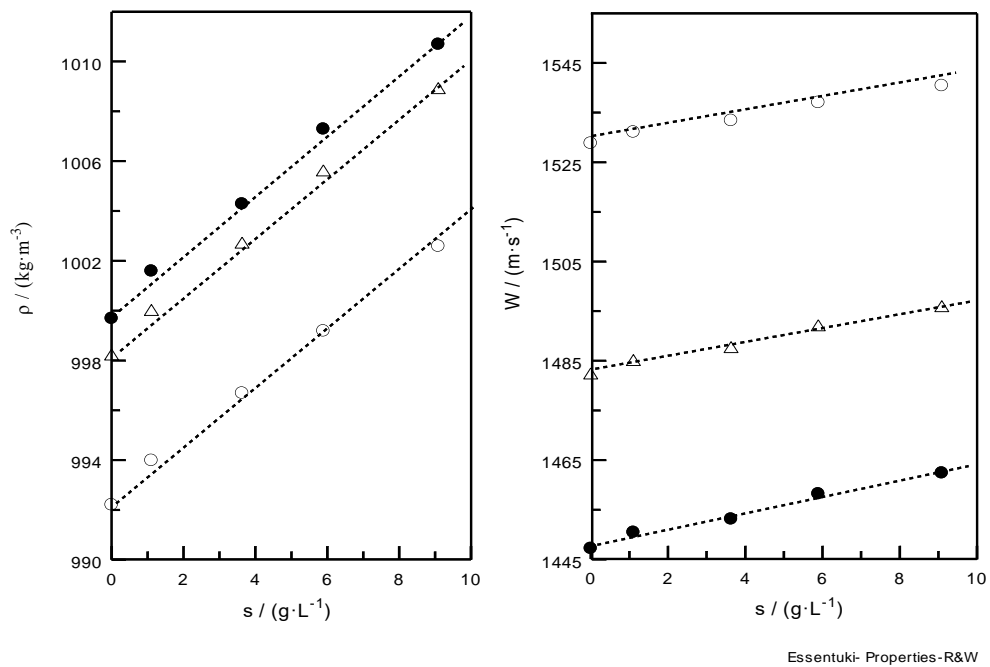 1010
1006
1002
998
994
990
0 2 4 6 8 10
s / (g·L⁻¹)
ρ / (kg·m⁻³)
1545
1525
1505
1485
1465
1445
0 2 4 6 8 10
s / (g·L⁻¹)
W / (m·s⁻¹)
Essentuki- Properties-R&W